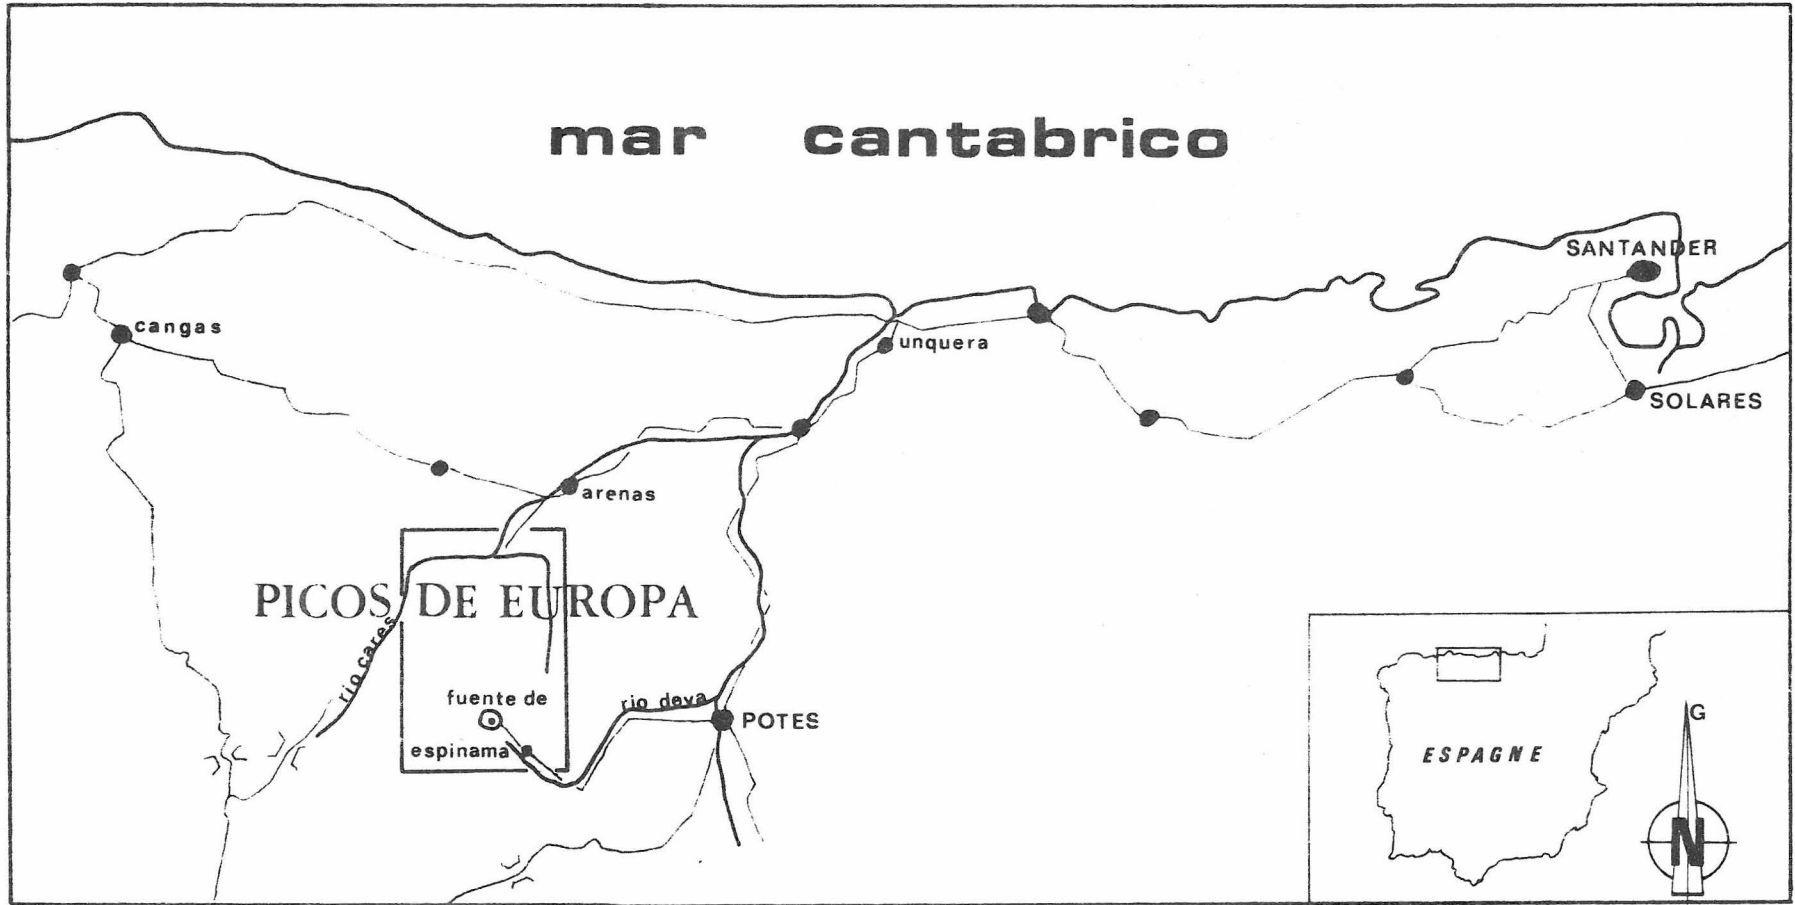 mar cantabrico
SANTANDER
cangas
unquera
SOLARES
arenas
PICOS DE EUROPA
rio cares
fuente de
rio deva
POTES
espinama
G
ESPAGNE
N